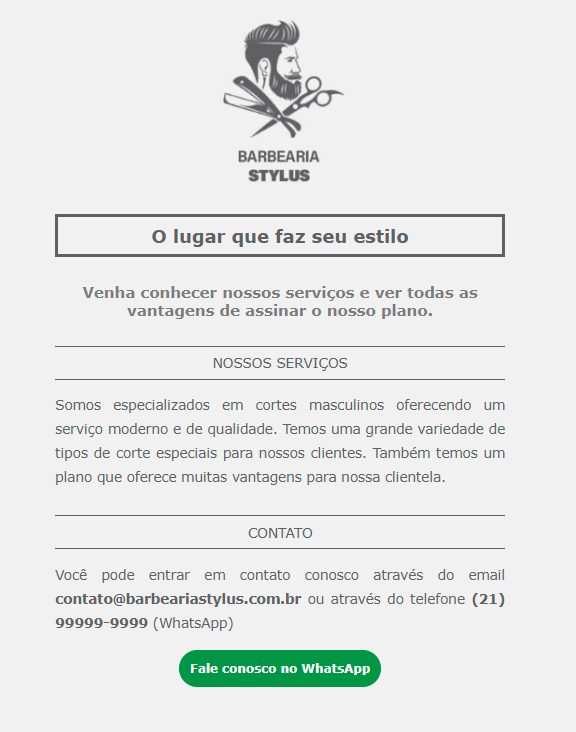 BARBEARIA
STYLUS
O lugar que faz seu estilo
Venha conhecer nossos serviços e ver todas as
vantagens de assinar o nosso plano.
NOSSOS SERVIÇOS
Somos especializados em cortes masculinos oferecendo um
serviço moderno e de qualidade. Temos uma grande variedade de
tipos de corte especiais para nossos clientes. Também temos um
plano que oferece muitas vantagens para nossa clientela.
CONTATO
Você pode entrar em contato conosco através do email
contato@barbeariastylus.com.br ou através do telefone (21)
99999-9999 (WhatsApp)
Fale conosco no WhatsApp